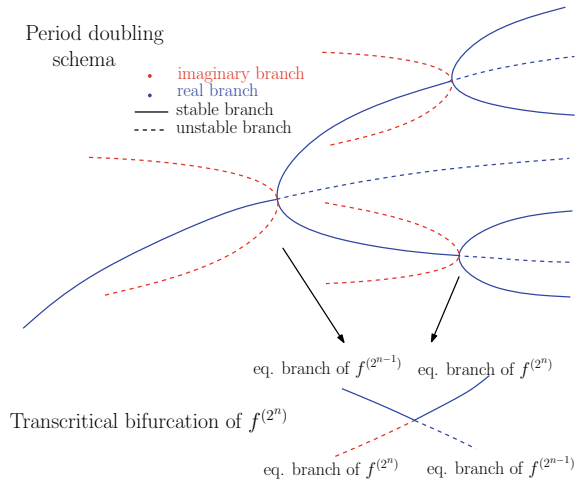 Period doubling
schema
imaginary branch
real branch
stable branch
unstable branch
eq. branch of $f^{(2^{n-1})}$ eq. branch of $f^{(2^n)}$
Transcritical bifurcation of $f^{(2^n)}$
eq. branch of $f^{(2^n)}$ eq. branch of $f^{(2^{n-1})}$